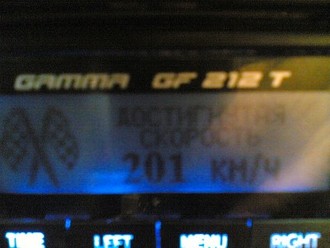 GAMMA GF 212 T
ДОСТИГНУТАЯ
СКОРОСТЬ
201 КМ/Ч
TIME LEFT MENU RIGHT